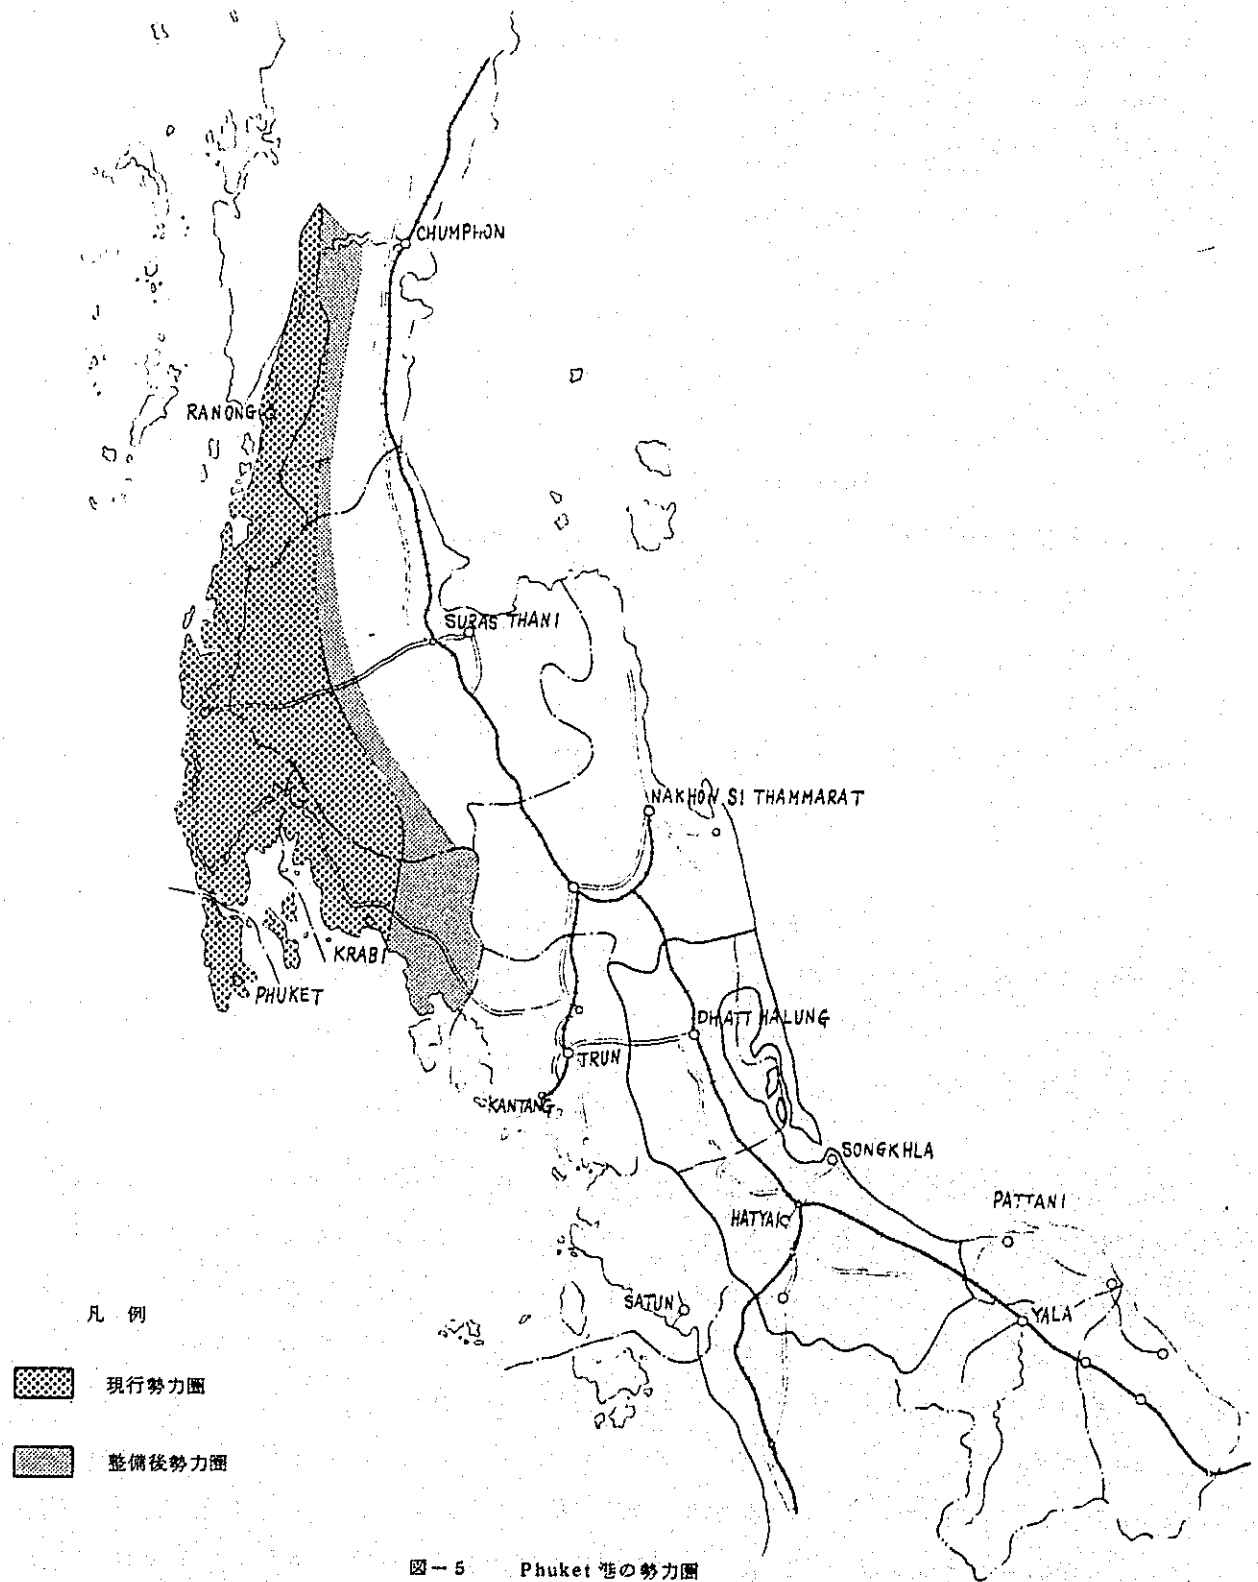 CHUMPHON
RANONG
SURAS THANI
NAKHON SI THAMMARAT
KRABI
PHUKET
DHATT HALUNG
TRUN
KANTANG
SONGKHLA
PATTANI
HATYAI
SATUN
YALA
凡 例
現行勢力圏
整備後勢力圏
図-5 Phuket 港の勢力圏